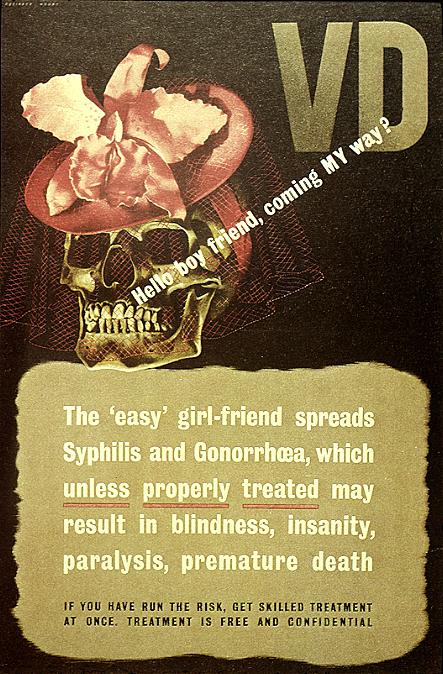 VD
Hello boy friend, coming MY way?
The ‘easy’ girl-friend spreads
Syphilis and Gonorrhœa, which
unless properly treated may
result in blindness, insanity,
paralysis, premature death
IF YOU HAVE RUN THE RISK, GET SKILLED TREATMENT
AT ONCE. TREATMENT IS FREE AND CONFIDENTIAL